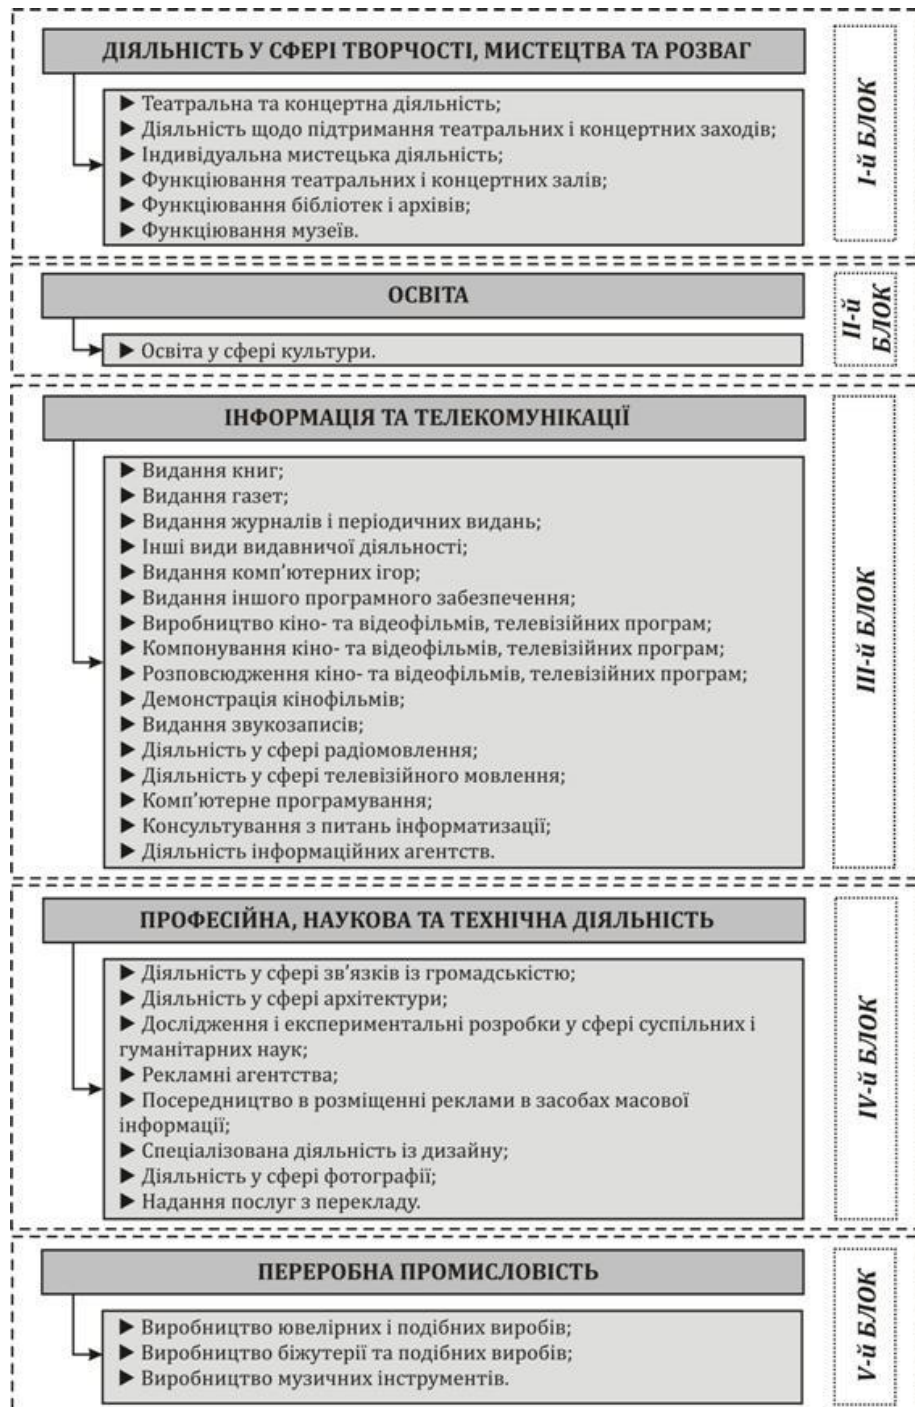 ДІЯЛЬНІСТЬ У СФЕРІ ТВОРЧОСТІ, МИСТЕЦТВА ТА РОЗВАГ
► Театральна та концертна діяльність;
► Діяльність щодо підтримання театральних і концертних заходів;
► Індивідуальна мистецька діяльність;
► Функціювання театральних і концертних залів;
► Функціювання бібліотек і архівів;
► Функціювання музеїв.
І-й БЛОК
ОСВІТА
► Освіта у сфері культури.
ІІ-й
БЛОК
ІНФОРМАЦІЯ ТА ТЕЛЕКОМУНІКАЦІЇ
► Видання книг;
► Видання газет;
► Видання журналів і періодичних видань;
► Інші види видавничої діяльності;
► Видання комп’ютерних ігор;
► Видання іншого програмного забезпечення;
► Виробництво кіно- та відеофільмів, телевізійних програм;
► Компонування кіно- та відеофільмів, телевізійних програм;
► Розповсюдження кіно- та відеофільмів, телевізійних програм;
► Демонстрація кінофільмів;
► Видання звукозаписів;
► Діяльність у сфері радіомовлення;
► Діяльність у сфері телевізійного мовлення;
► Комп’ютерне програмування;
► Консультування з питань інформатизації;
► Діяльність інформаційних агентств.
ІІІ-й БЛОК
ПРОФЕСІЙНА, НАУКОВА ТА ТЕХНІЧНА ДІЯЛЬНІСТЬ
► Діяльність у сфері зв’язків із громадськістю;
► Діяльність у сфері архітектури;
► Дослідження і експериментальні розробки у сфері суспільних і
гуманітарних наук;
► Рекламні агентства;
► Посередництво в розміщенні реклами в засобах масової
інформації;
► Спеціалізована діяльність із дизайну;
► Діяльність у сфері фотографії;
► Надання послуг з перекладу.
IV-й БЛОК
ПЕРЕРОБНА ПРОМИСЛОВІСТЬ
► Виробництво ювелірних і подібних виробів;
► Виробництво біжутерії та подібних виробів;
► Виробництво музичних інструментів.
V-й БЛОК